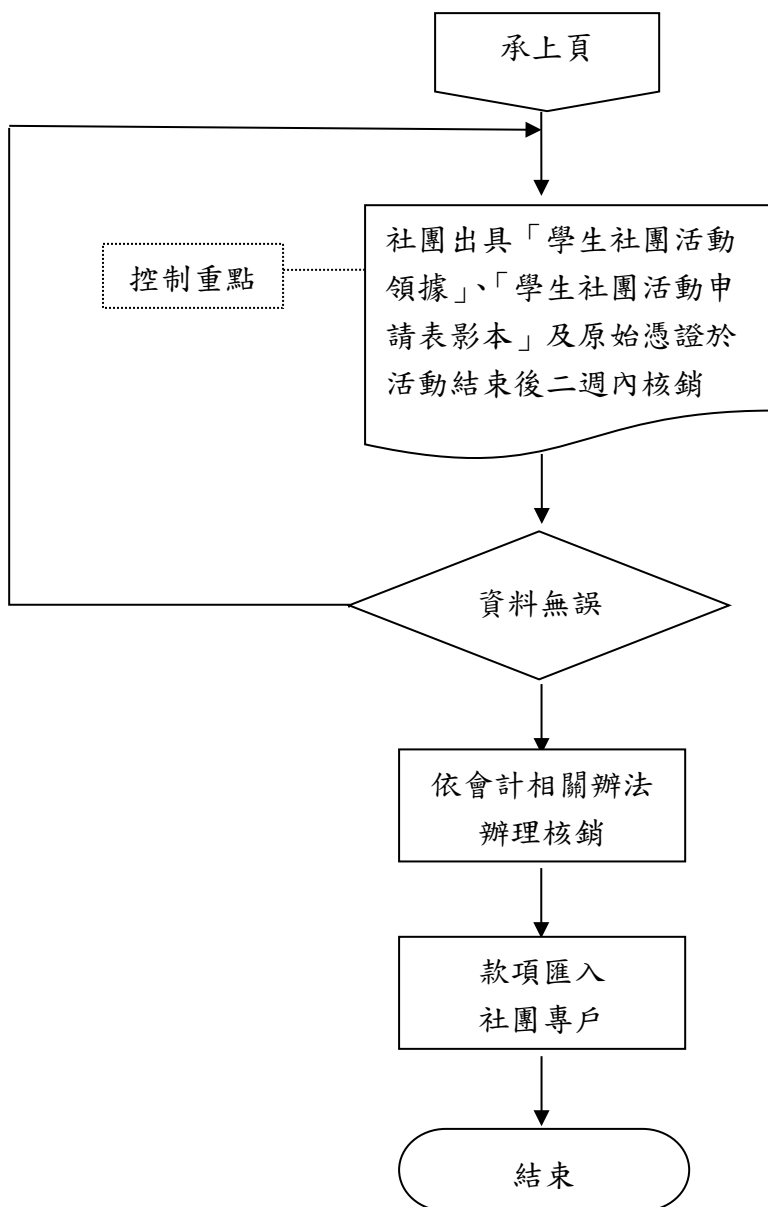 承上頁
社團出具「學生社團活動
領據」、「學生社團活動申
請表影本」及原始憑證於
活動結束後二週內核銷
控制重點
資料無誤
依會計相關辦法
辦理核銷
款項匯入
社團專戶
結束